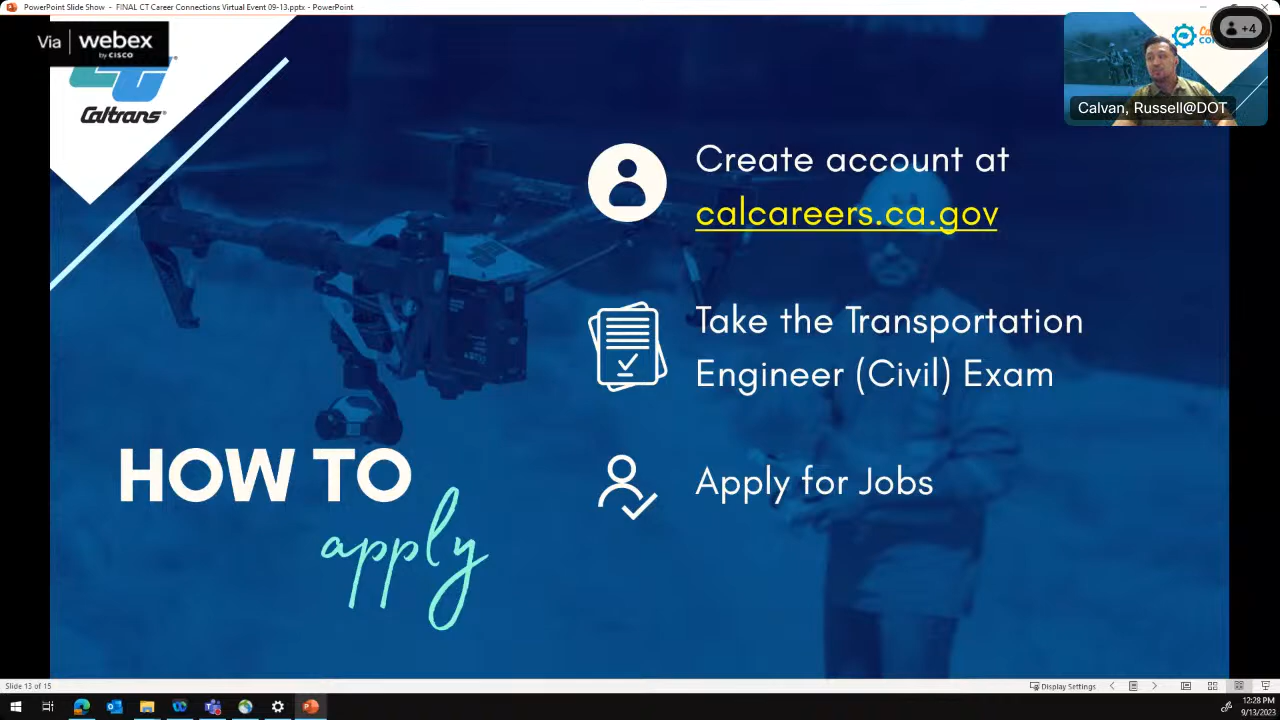 PowerPoint Slide Show - FINAL CT Career Connections Virtual Event 09-13.pptx - PowerPoint
Via webex
by CISCO
+4
Caltrans
Calvan, Russell@DOT
Create account at
calcareers.ca.gov
Take the Transportation
Engineer (Civil) Exam
HOW TO
apply
Apply for Jobs
Slide 13 of 15
Display Settings
12:28 PM
9/13/2023